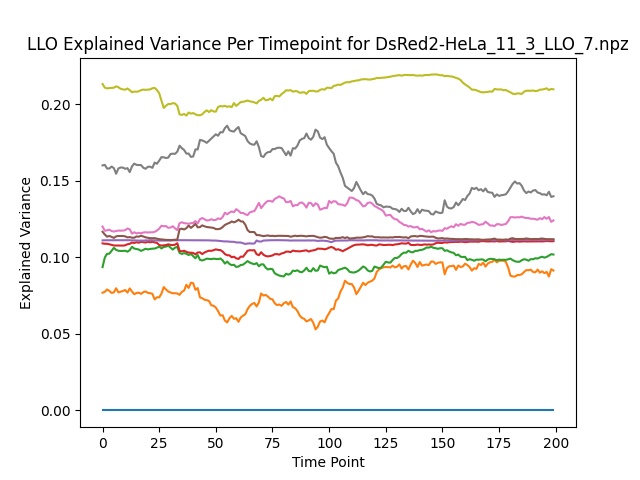 LLO Explained Variance Per Timepoint for DsRed2-HeLa_11_3_LLO_7.npz
0.20
0.15
0.10
0.05
0.00
Explained Variance
0 25 50 75 100 125 150 175 200
Time Point